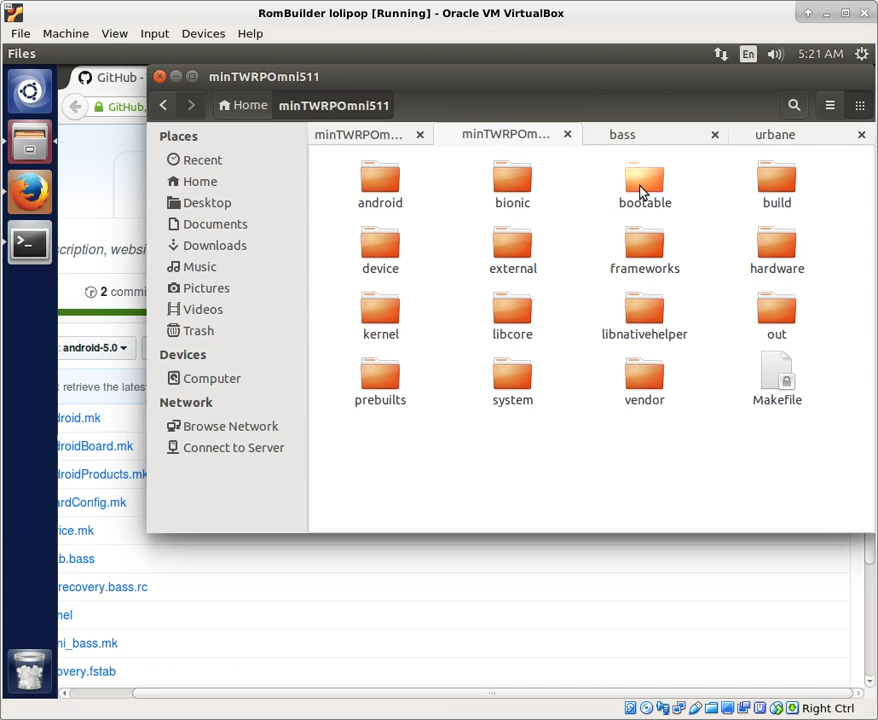 RomBuilder lolipop [Running] - Oracle VM VirtualBox
File Machine View Input Devices Help
Files
En
5:21 AM
GitHub -
minTWRPOmni511
GitHub,
Home
minTWRPOmni511
Places
Recent
Home
Desktop
Documents
Downloads
Music
Pictures
Videos
Trash
Devices
Computer
Network
Browse Network
Connect to Server
minTWRPOm...
minTWRPOm...
bass
urbane
android
bionic
bootable
build
device
external
frameworks
hardware
kernel
libcore
libnativehelper
out
prebuilts
system
vendor
Makefile
scription, websi
2 commi
: android-5.0
t retrieve the latest
droid.mk
droidBoard.mk
droidProducts.mk
ardConfig.mk
vice.mk
ab.bass
.recovery.bass.rc
nel
ni_bass.mk
overy.fstab
Right Ctrl